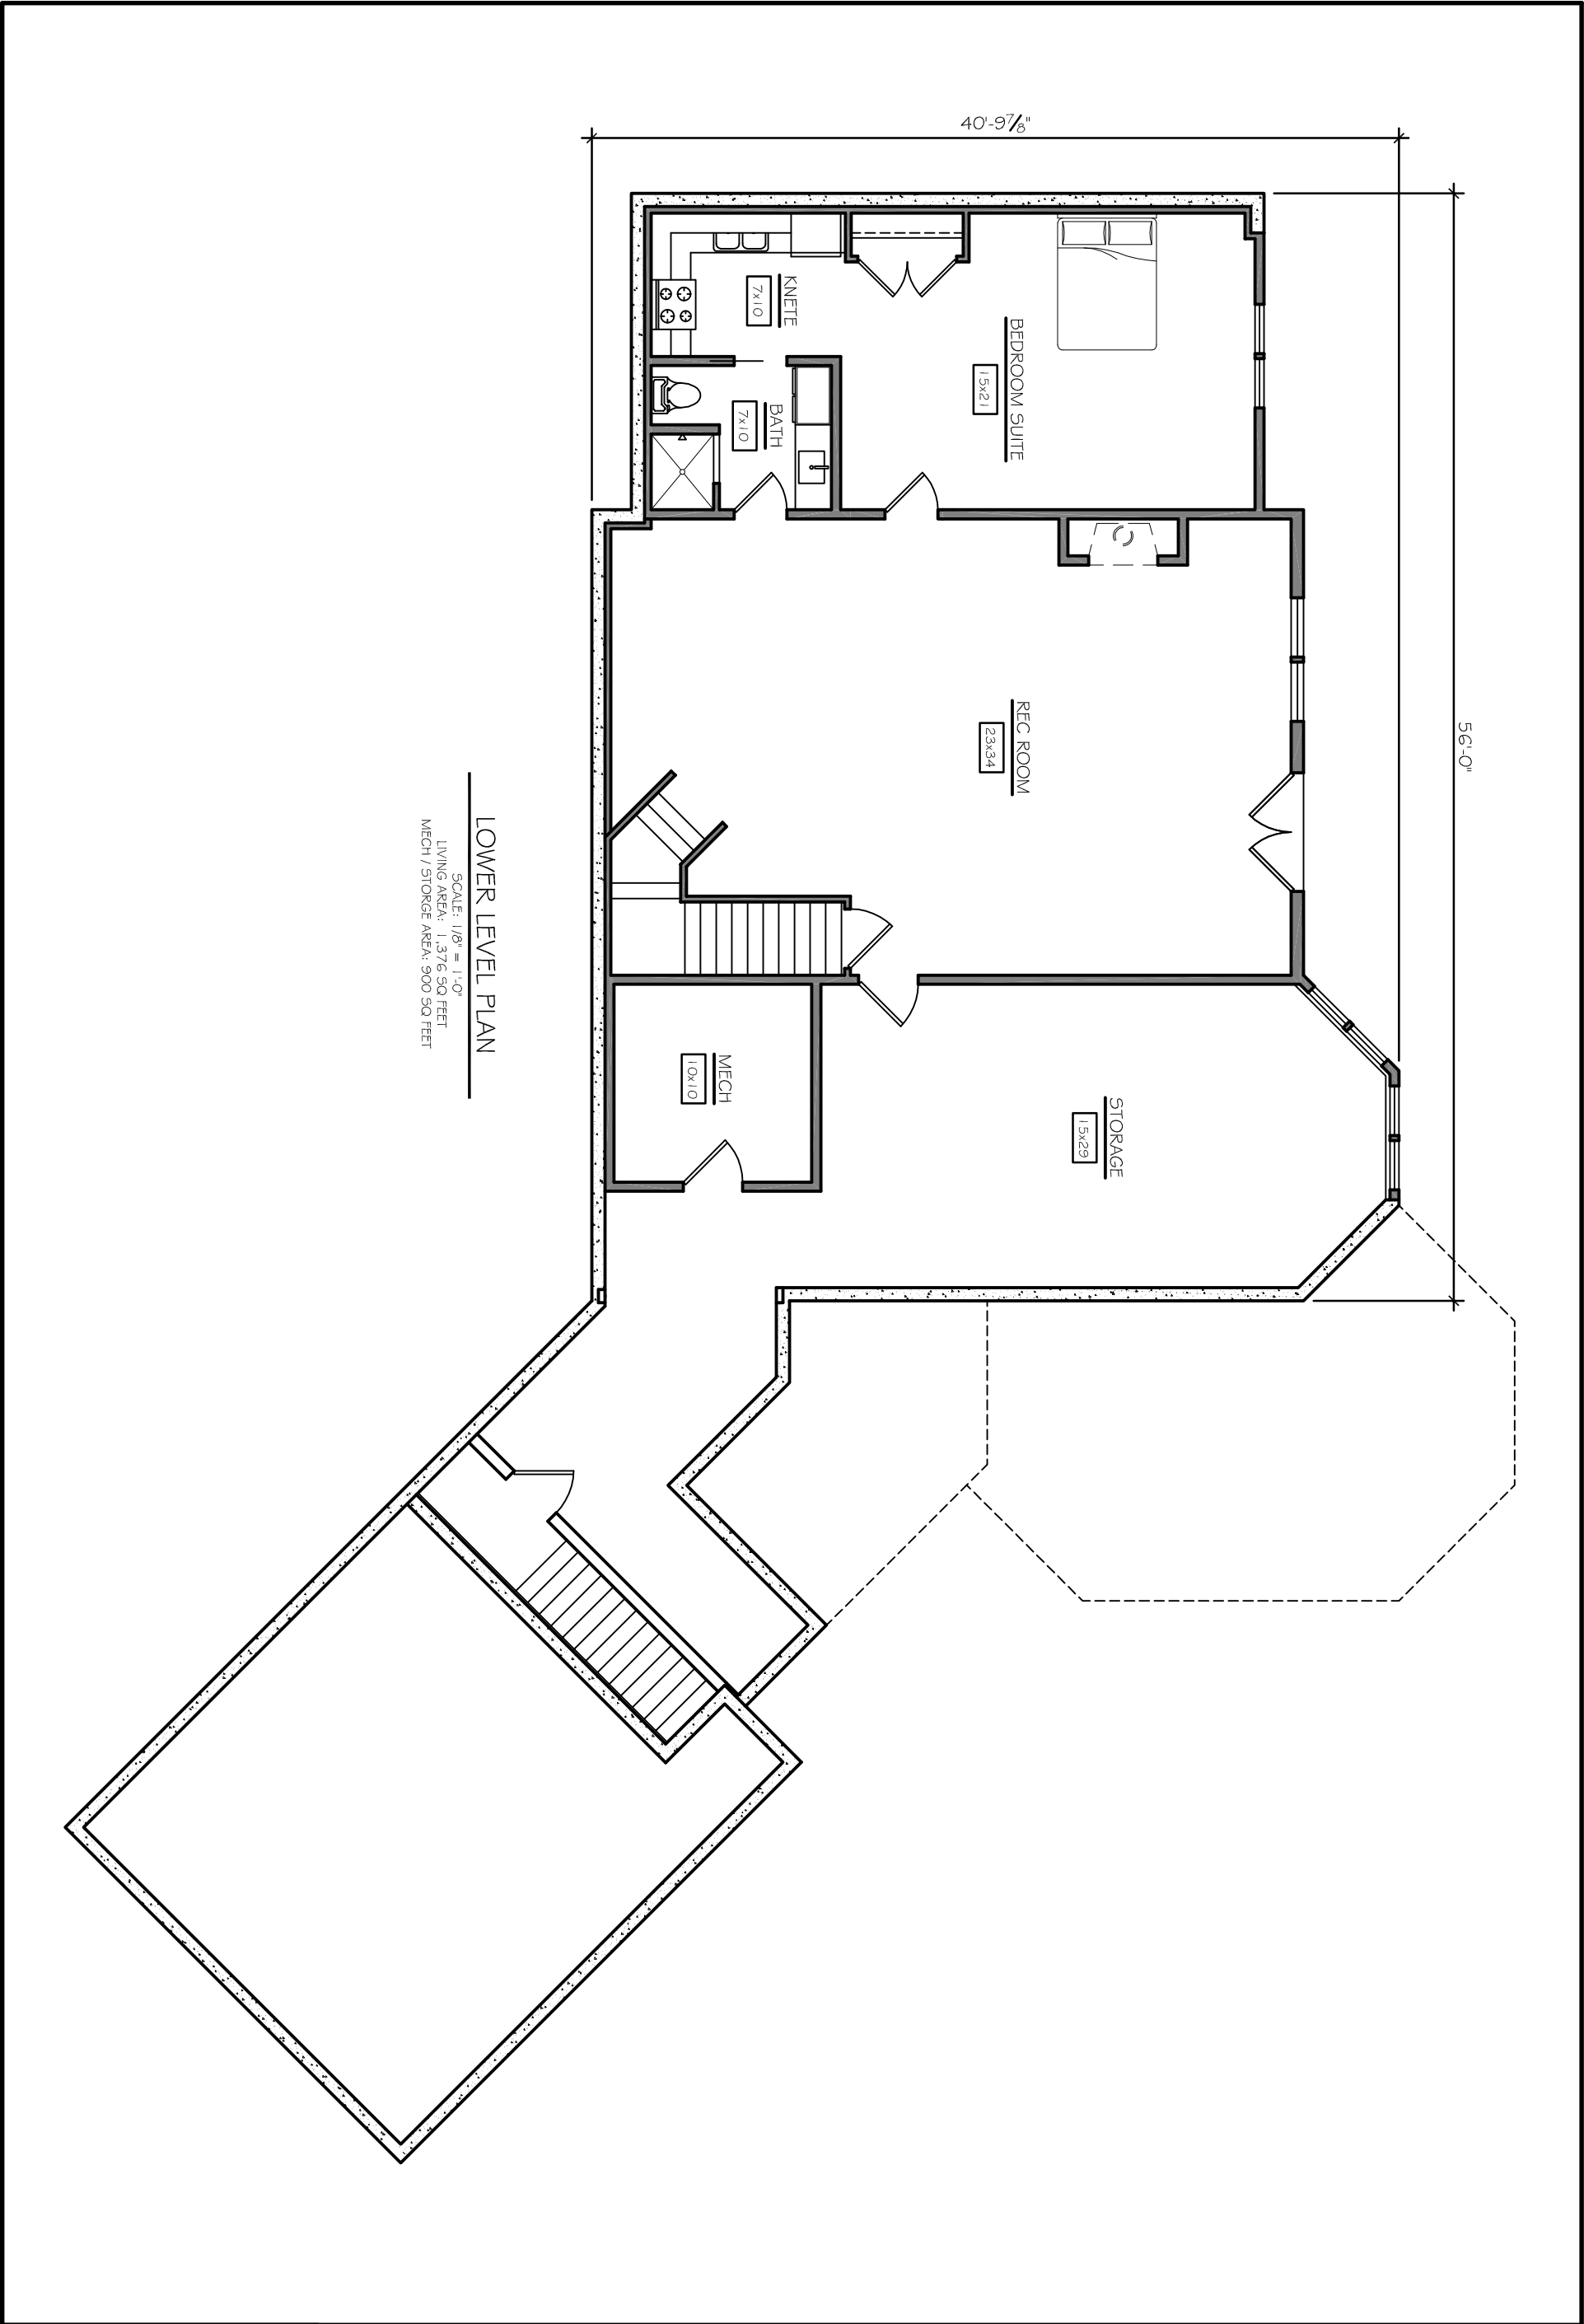 56'-0"
40'-9⅞"
BEDROOM SUITE
15x21
REC ROOM
23x34
STORAGE
15x29
KNETE
7x10
BATH
7x10
MECH
10x10
LOWER LEVEL PLAN
SCALE: 1/8" = 1'-0"
LIVING AREA: 1,376 SQ FEET
MECH / STORGE AREA: 900 SQ FEET